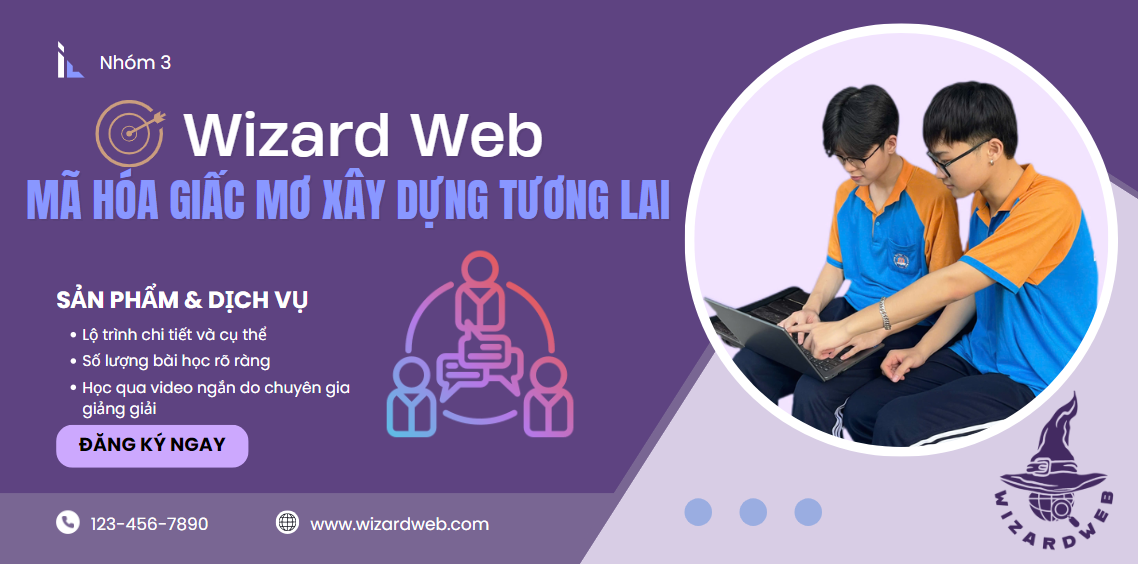 Nhóm 3
Wizard Web
MÃ HÓA GIẤC MƠ XÂY DỰNG TƯƠNG LAI
SẢN PHẨM & DỊCH VỤ
• Lộ trình chi tiết và cụ thể
• Số lượng bài học rõ ràng
• Học qua video ngắn do chuyên gia
giảng giải
ĐĂNG KÝ NGAY
123-456-7890
www.wizardweb.com
WIZARDWEB